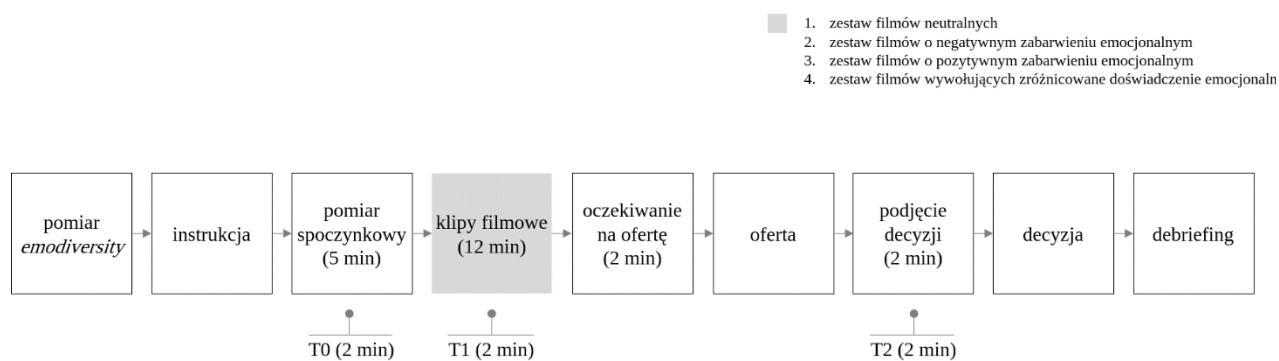 1. zestaw filmów neutralnych
2. zestaw filmów o negatywnym zabarwieniu emocjonalnym
3. zestaw filmów o pozytywnym zabarwieniu emocjonalnym
4. zestaw filmów wywołujących zróżnicowane doświadczenie emocjonaln
pomiar
emodiversity
instrukcja
pomiar
spoczynkowy
(5 min)
klipy filmowe
(12 min)
oczekiwanie
na ofertę
(2 min)
oferta
podjęcie
decyzji
(2 min)
decyzja
debriefing
T0 (2 min)
T1 (2 min)
T2 (2 min)